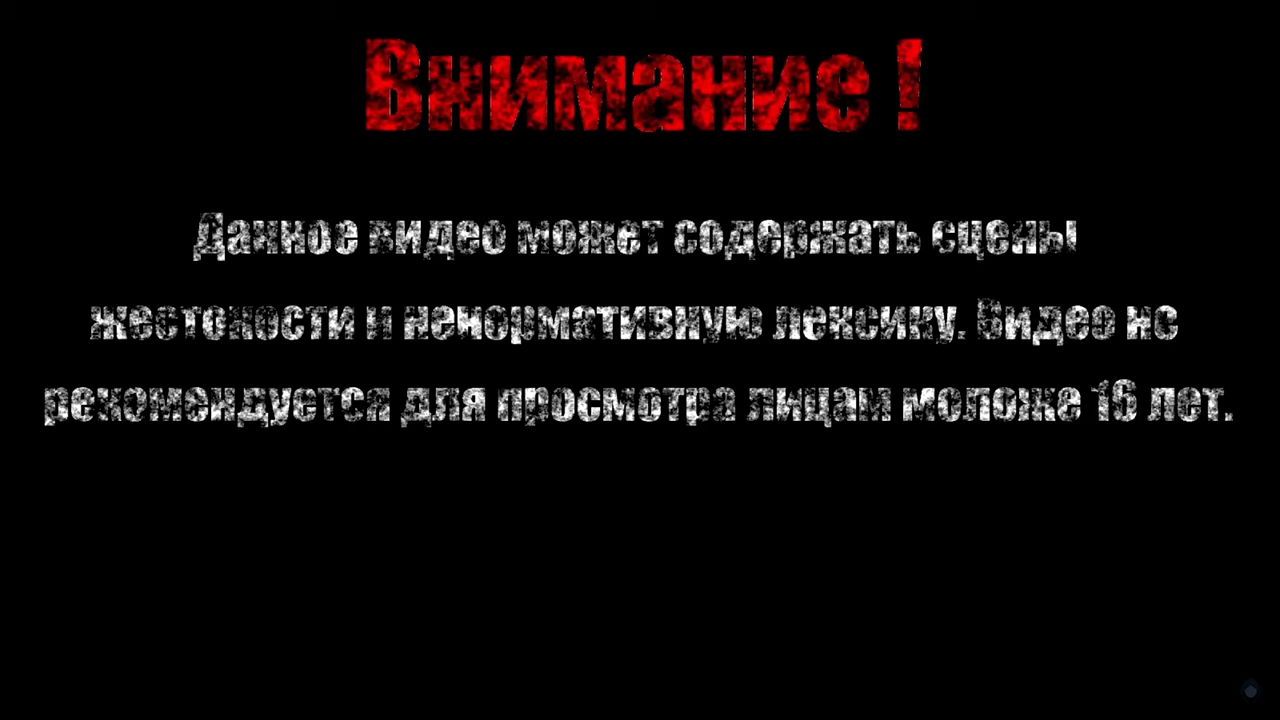 Внимание !
Данное видео может содержать сцены
жестокости и ненормативную лексику. Видео не
рекомендуется для просмотра лицам моложе 16 лет.